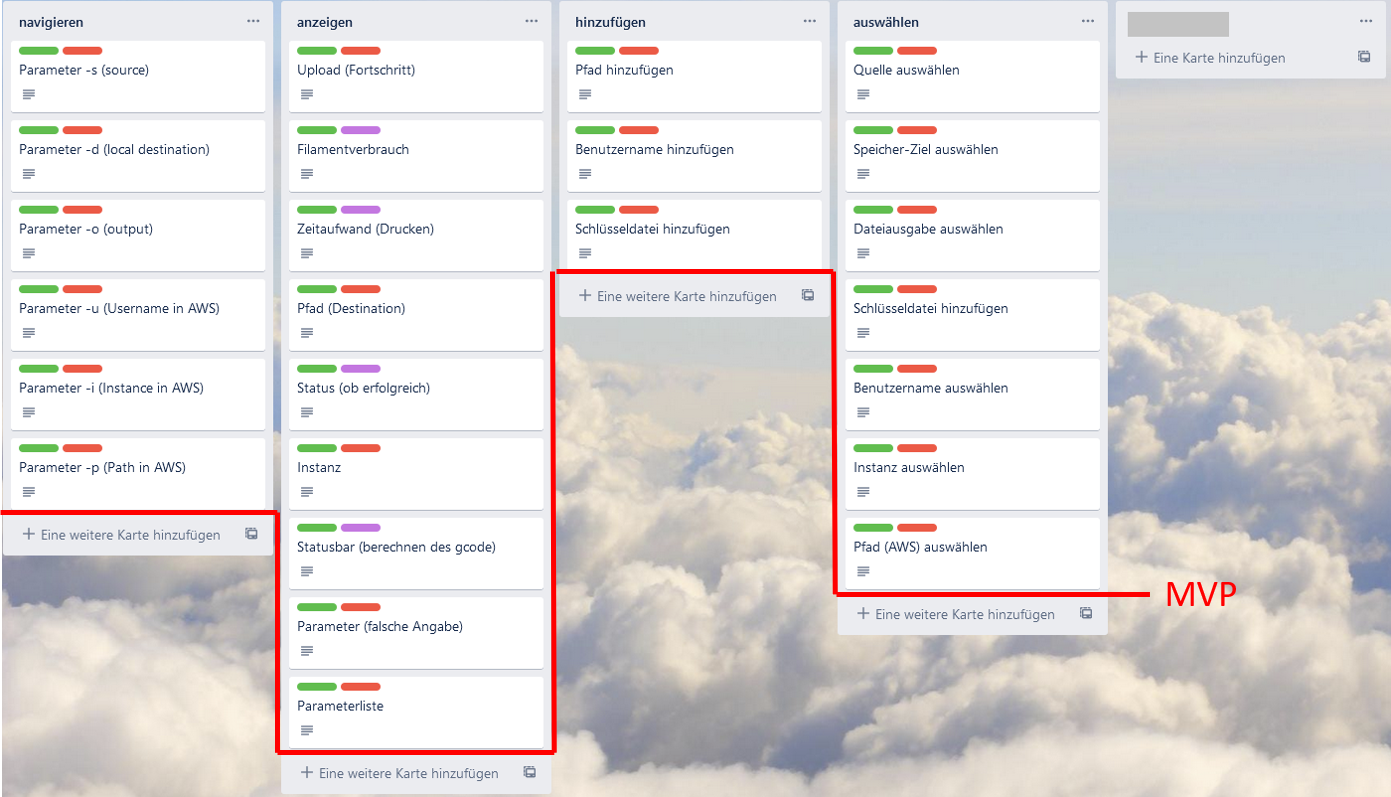 navigieren
Parameter -s (source)
Parameter -d (local destination)
Parameter -o (output)
Parameter -u (Username in AWS)
Parameter -i (Instance in AWS)
Parameter -p (Path in AWS)
Eine weitere Karte hinzufügen
anzeigen
Upload (Fortschritt)
Filamentverbrauch
Zeitaufwand (Drucken)
Pfad (Destination)
Status (ob erfolgreich)
Instanz
Statusbar (berechnen des gcode)
Parameter (falsche Angabe)
Parameterliste
Eine weitere Karte hinzufügen
hinzufügen
Pfad hinzufügen
Benutzername hinzufügen
Schlüsseldatei hinzufügen
Eine weitere Karte hinzufügen
auswählen
Quelle auswählen
Speicher-Ziel auswählen
Dateiausgabe auswählen
Schlüsseldatei hinzufügen
Benutzername auswählen
Instanz auswählen
Pfad (AWS) auswählen
Eine weitere Karte hinzufügen
Eine Karte hinzufügen
MVP